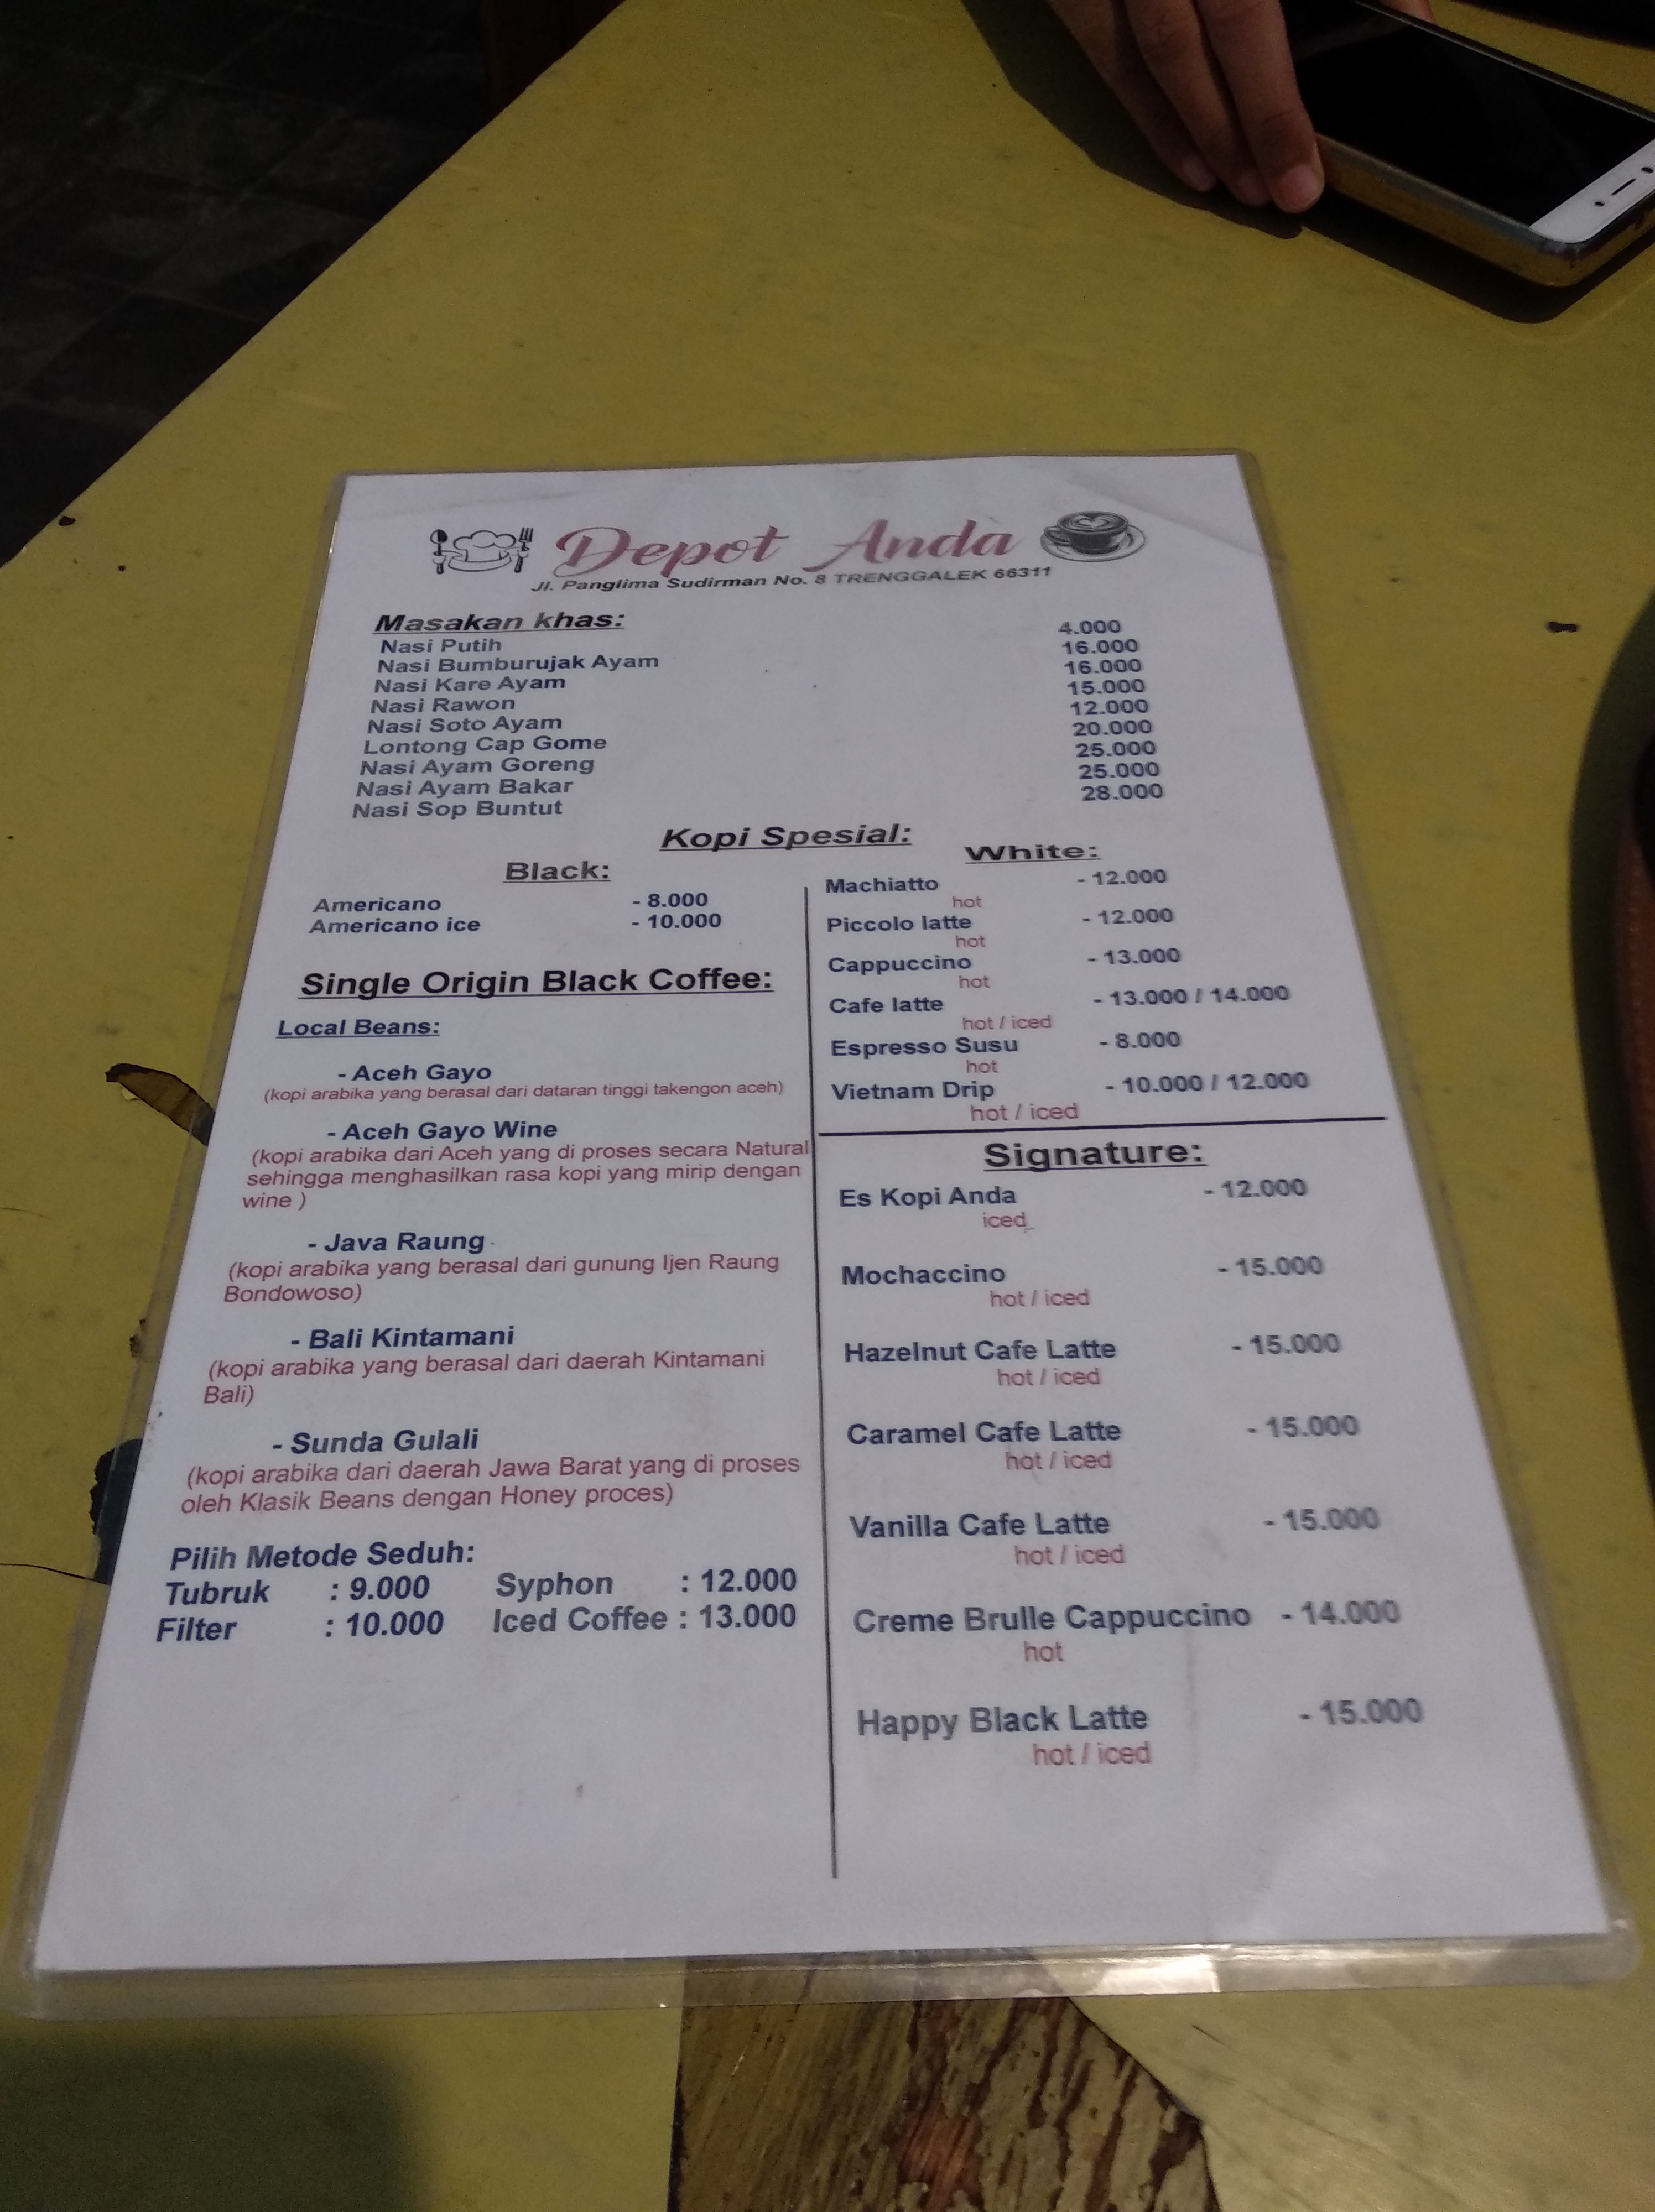 Depot Anda
Jl. Panglima Sudirman No. 8 TRENGGALEK 66311
Masakan khas:
Nasi Putih 4.000
Nasi Bumburujak Ayam 16.000
Nasi Kare Ayam 16.000
Nasi Rawon 15.000
Nasi Soto Ayam 12.000
Lontong Cap Gome 20.000
Nasi Ayam Goreng 25.000
Nasi Ayam Bakar 25.000
Nasi Sop Buntut 28.000
Kopi Spesial:
Black:
Americano - 8.000
Americano ice - 10.000
Single Origin Black Coffee:
Local Beans:
- Aceh Gayo
(kopi arabika yang berasal dari dataran tinggi takengon aceh)
- Aceh Gayo Wine
(kopi arabika dari Aceh yang di proses secara Natural
sehingga menghasilkan rasa kopi yang mirip dengan
wine )
- Java Raung
(kopi arabika yang berasal dari gunung Ijen Raung
Bondowoso)
- Bali Kintamani
(kopi arabika yang berasal dari daerah Kintamani
Bali)
- Sunda Gulali
(kopi arabika dari daerah Jawa Barat yang di proses
oleh Klasik Beans dengan Honey proces)
Pilih Metode Seduh:
Tubruk : 9.000 Syphon : 12.000
Filter : 10.000 Iced Coffee : 13.000
White:
Machiatto - 12.000
hot
Piccolo latte - 12.000
hot
Cappuccino - 13.000
hot
Cafe latte - 13.000 / 14.000
hot / iced
Espresso Susu - 8.000
hot
Vietnam Drip - 10.000 / 12.000
hot / iced
Signature:
Es Kopi Anda - 12.000
iced
Mochaccino - 15.000
hot / iced
Hazelnut Cafe Latte - 15.000
hot / iced
Caramel Cafe Latte - 15.000
hot / iced
Vanilla Cafe Latte - 15.000
hot / iced
Creme Brulle Cappuccino - 14.000
hot
Happy Black Latte - 15.000
hot / iced